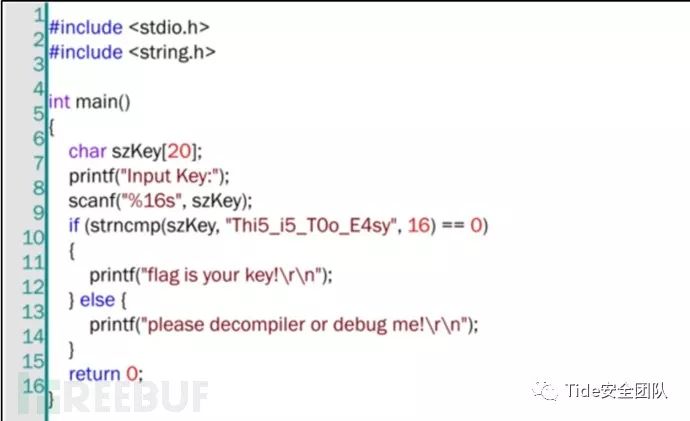 1
2 #include <stdio.h>
3 #include <string.h>
4
5 int main()
6 {
7 char szKey[20];
8 printf("Input Key:");
9 scanf("%16s", szKey);
10 if (strncmp(szKey, "Thi5_i5_T0o_E4sy", 16) == 0)
11 {
12 printf("flag is your key!\r\n");
13 } else {
14 printf("please decompiler or debug me!\r\n");
15 }
16 return 0;
}
REEBUF
Tide安全团队